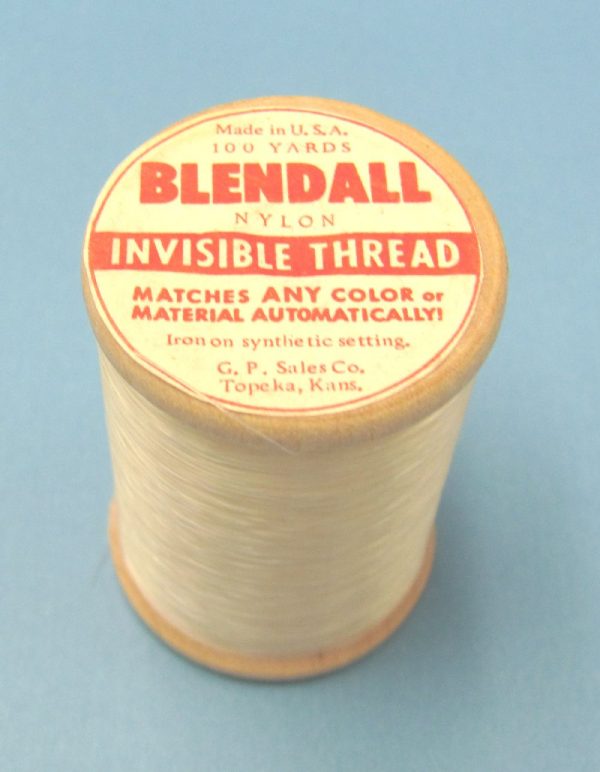 Made in U.S.A.
100 YARDS
BLENDALL
NYLON
INVISIBLE THREAD
MATCHES ANY COLOR or
MATERIAL AUTOMATICALLY!
Iron on synthetic setting.
G. P. Sales Co.
Topeka, Kans.